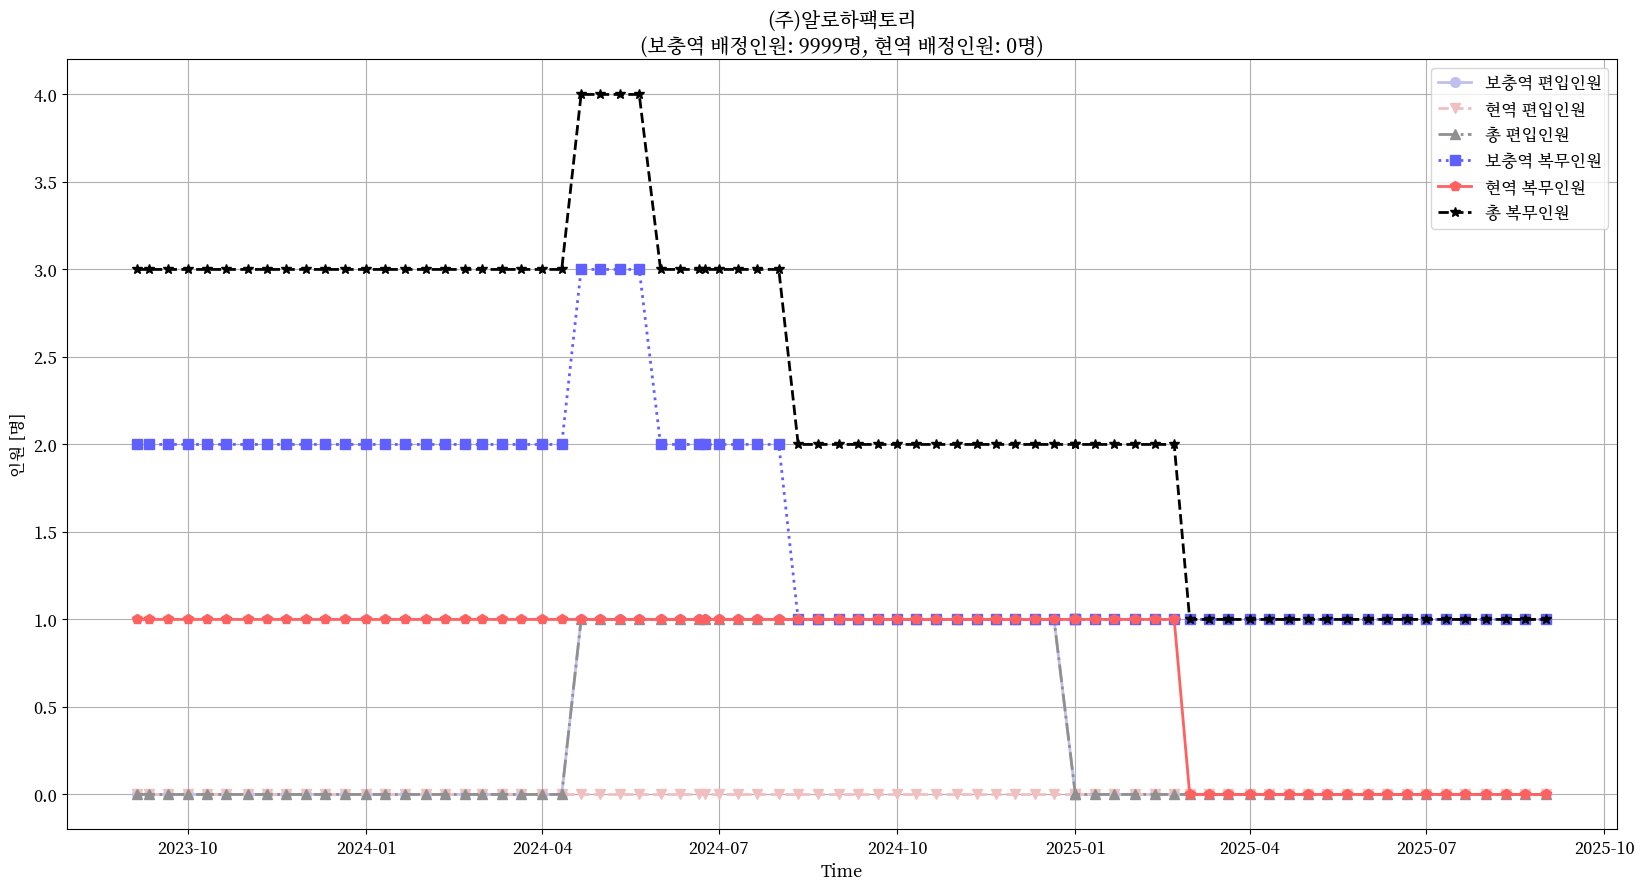 (주)알로하팩토리
(보충역 배정인원: 9999명, 현역 배정인원: 0명)
보충역 편입인원
현역 편입인원
총 편입인원
보충역 복무인원
현역 복무인원
총 복무인원
인원 [명]
4.0
3.5
3.0
2.5
2.0
1.5
1.0
0.5
0.0
2023-10
2024-01
2024-04
2024-07
2024-10
2025-01
2025-04
2025-07
2025-10
Time